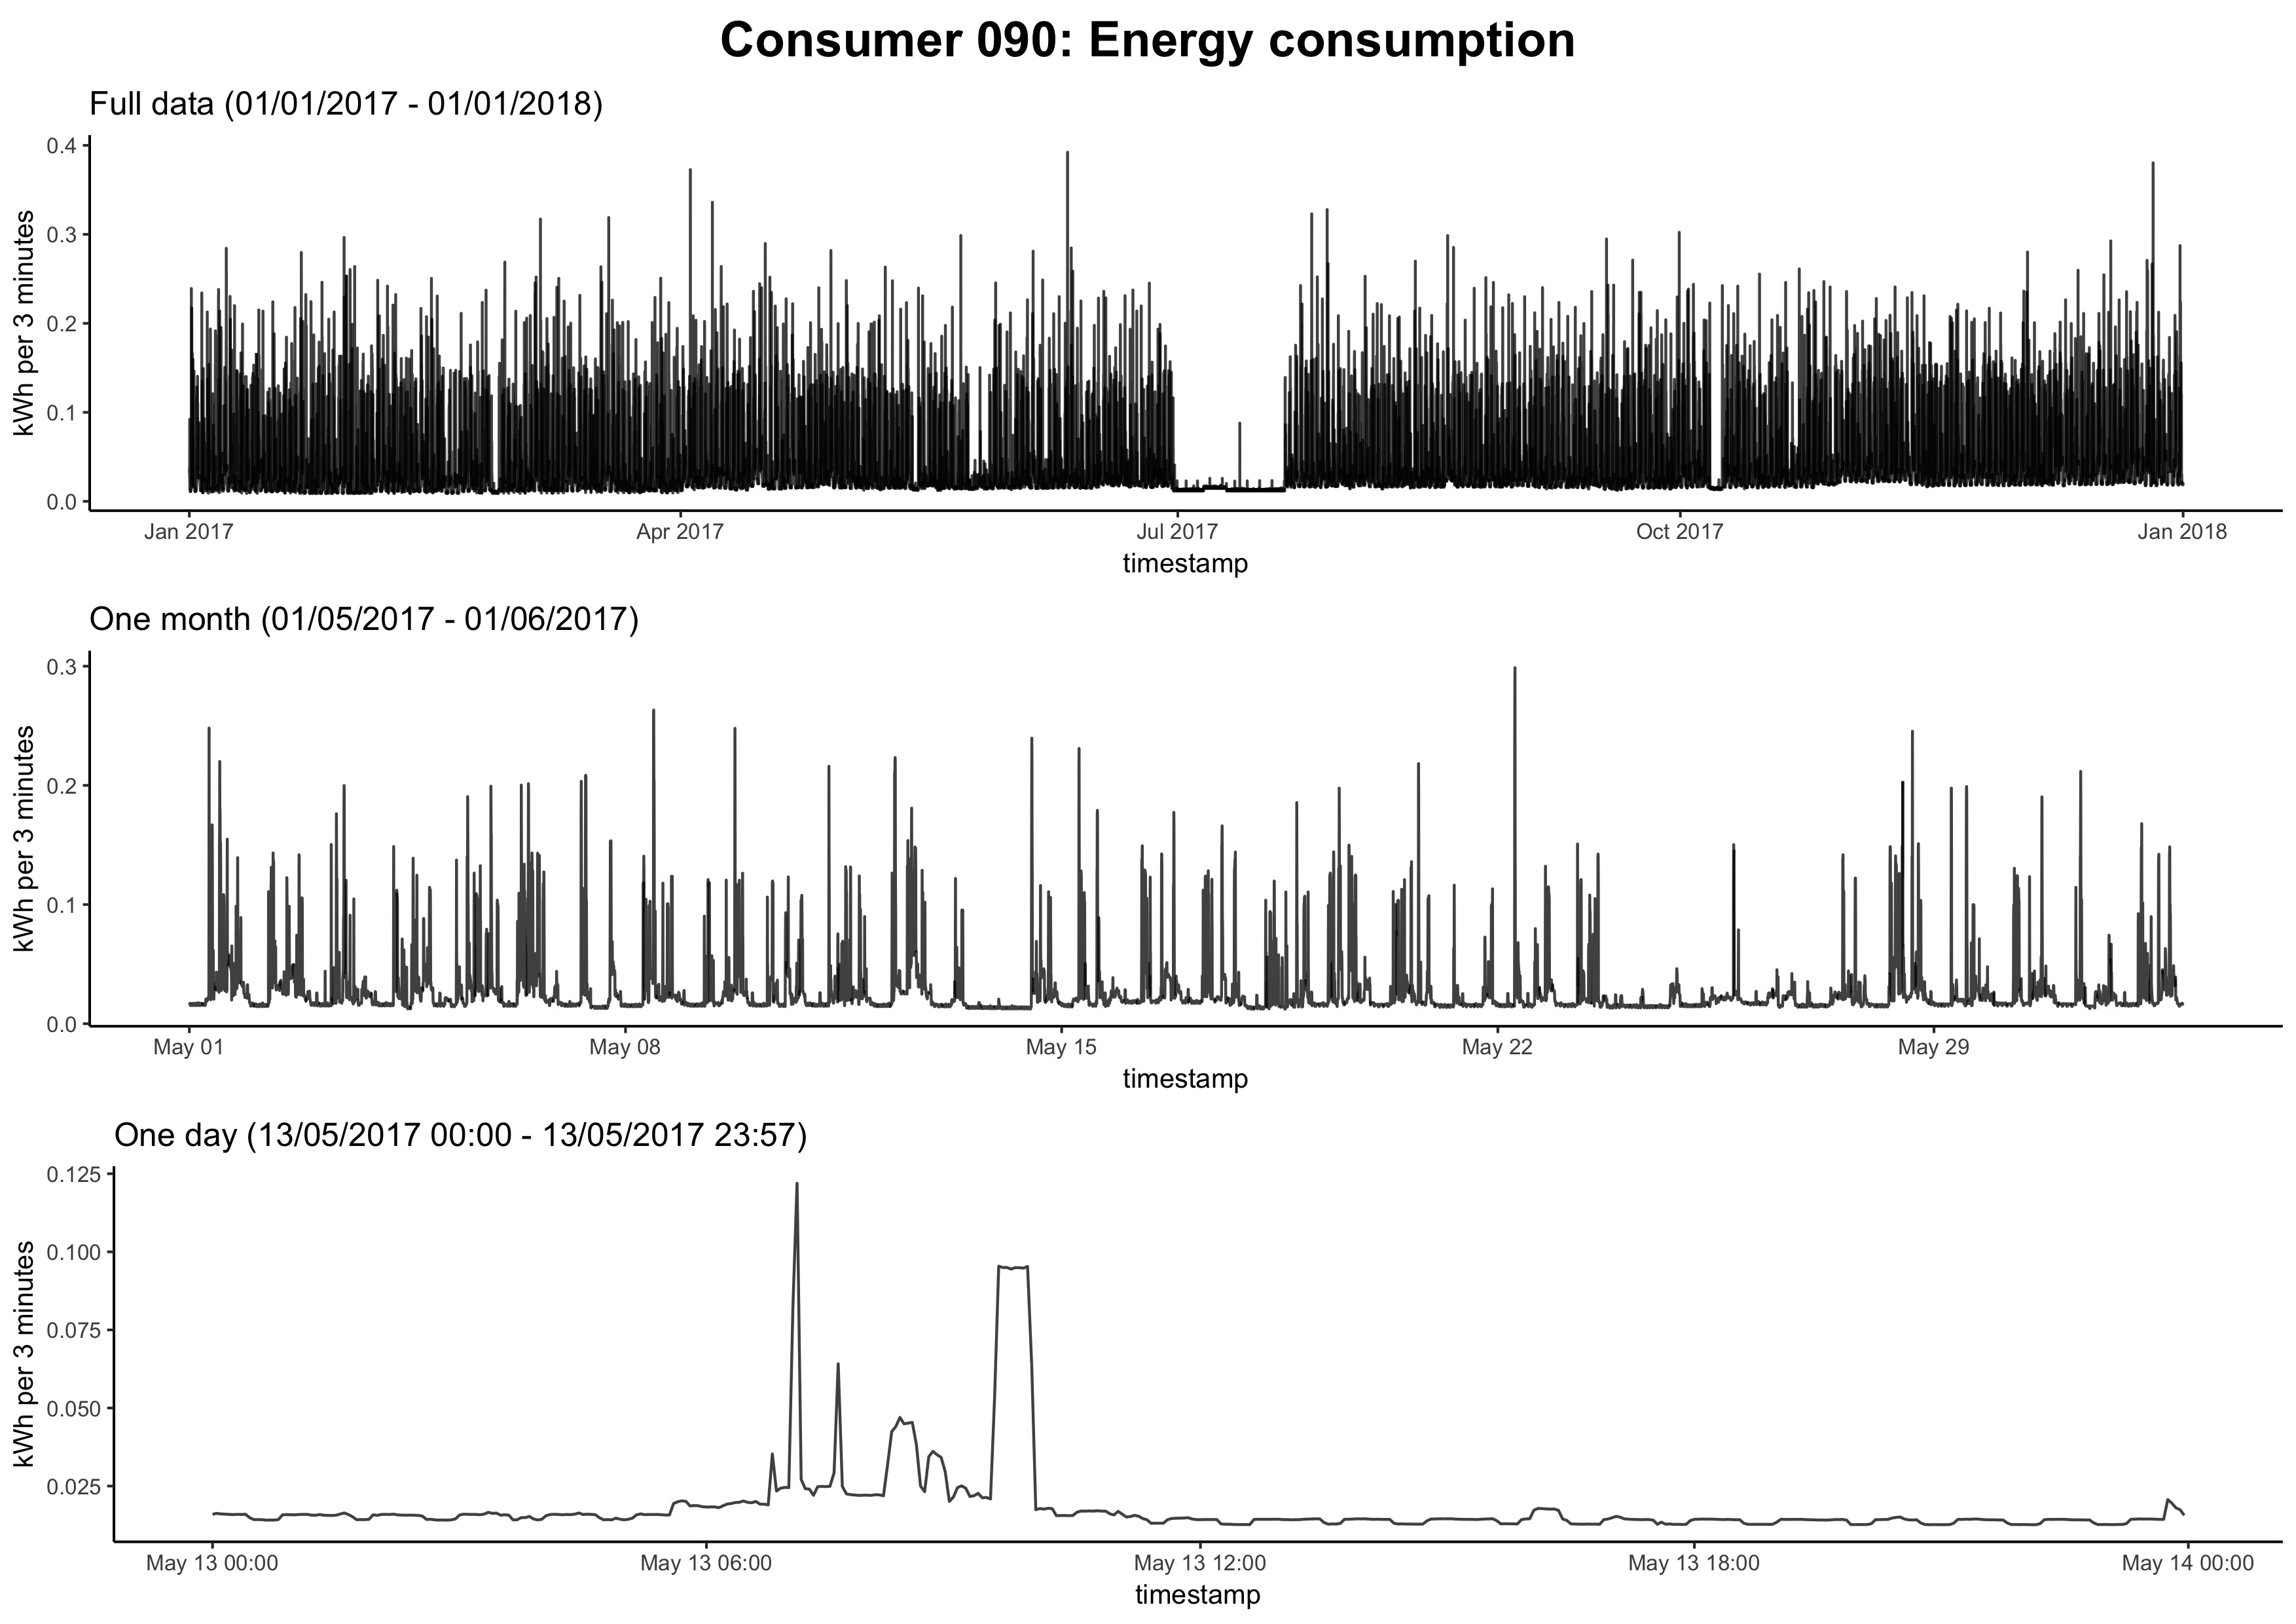 Consumer 090: Energy consumption
Full data (01/01/2017 - 01/01/2018)
kWh per 3 minutes
0.4
0.3
0.2
0.1
0.0
Jan 2017 Apr 2017 Jul 2017 Oct 2017 Jan 2018
timestamp
One month (01/05/2017 - 01/06/2017)
kWh per 3 minutes
0.3
0.2
0.1
0.0
May 01 May 08 May 15 May 22 May 29
timestamp
One day (13/05/2017 00:00 - 13/05/2017 23:57)
kWh per 3 minutes
0.125
0.100
0.075
0.050
0.025
May 13 00:00 May 13 06:00 May 13 12:00 May 13 18:00 May 14 00:00
timestamp